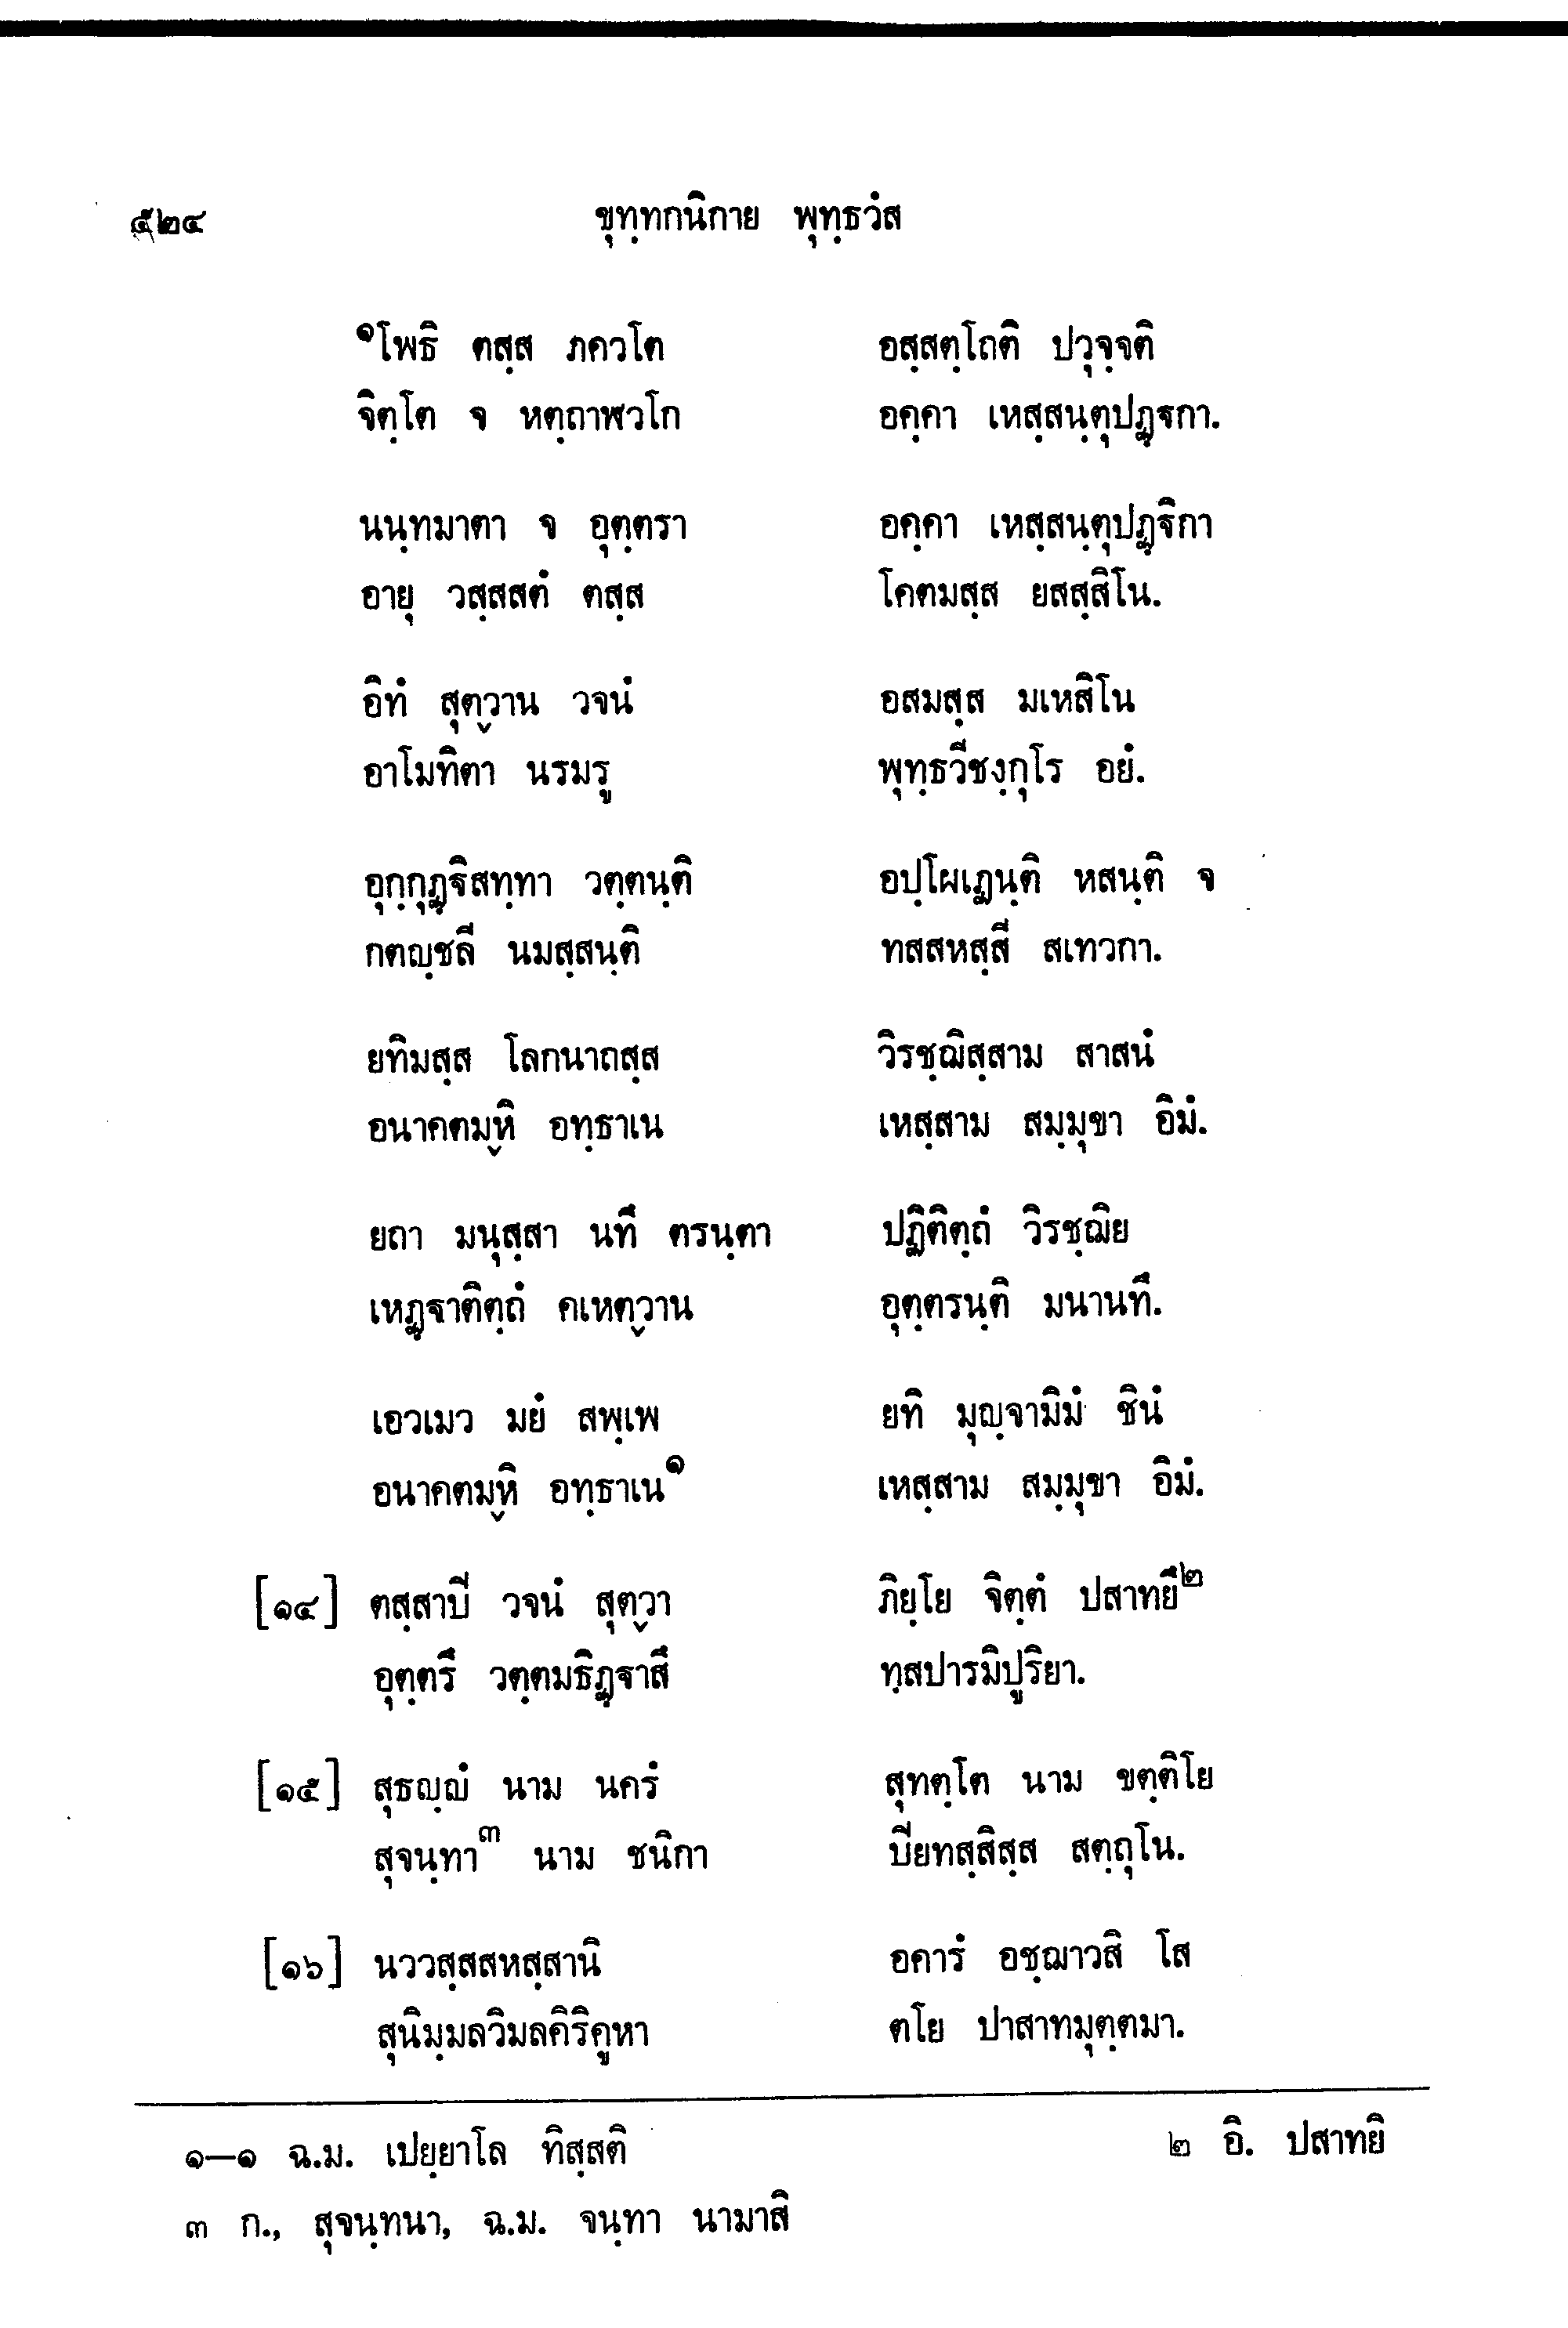 ๕๒๔ ขุทฺทกนิกาย พุทฺธวํส
๑โพธิ ตสฺส ภควโต อสฺสตฺโถติ ปวุจฺจติ
จิตฺโต จ หตฺถาฬวโก อคฺคา เหสฺสนฺตุปฏฺฐกา.
นนฺทมาตา จ อุตฺตรา อคฺคา เหสฺสนฺตุปฏฺฐิกา
อายุ วสฺสสตํ ตสฺส โคตมสฺส ยสสฺสิโน.
อิทํ สุตฺวาน วจนํ อสมสฺส มเหสิโน
อาโมทิตา นรมรู พุทฺธวีชงฺกุโร อยํ.
อุกฺกุฏฺฐิสทฺทา วตฺตนฺติ อปฺโผเฏนฺติ หสนฺติ จ
กตญฺชลี นมสฺสนฺติ ทสสหสฺสี สเทวกา.
ยทิมสฺส โลกนาถสฺส วิรชฺฌิสฺสาม สาสนํ
อนาคตมฺหิ อทฺธาเน เหสฺสาม สมฺมุขา อิมํ.
ยถา มนุสฺสา นทึ ตรนฺตา ปฏิติตฺถํ วิรชฺฌิย
เหฏฺฐาติตฺถํ คเหตฺวาน อุตฺตรนฺติ มนานทึ.
เอวเมว มยํ สพฺเพ ยทิ มุญฺจามิมํ ชินํ
อนาคตมฺหิ อทฺธาเน๑ เหสฺสาม สมฺมุขา อิมํ.
[๑๔] ตสฺสาปี วจนํ สุตฺวา ภิยฺโย จิตฺตํ ปสาทยึ๒
อุตฺตรึ วตฺตมธิฏฺฐาสึ ทฺสปารมิปูริยา.
[๑๕] สุธญฺญํ นาม นครํ สุทตฺโต นาม ขตฺติโย
สุจนฺทา๓ นาม ชนิกา ปียทสฺสิสฺส สตฺถุโน.
[๑๖] นววสฺสสหสฺสานิ อคารํ อชฺฌาวสิ โส
สุนิมฺมลวิมลคิริคูหา ตโย ปาสาทมุตฺตมา.
๑—๑ ฉ.ม. เปยฺยาโล ทิสฺสติ ๒ อิ. ปสาทยิ
๓ ก., สุจนฺทนา, ฉ.ม. จนฺทา นามาสิ